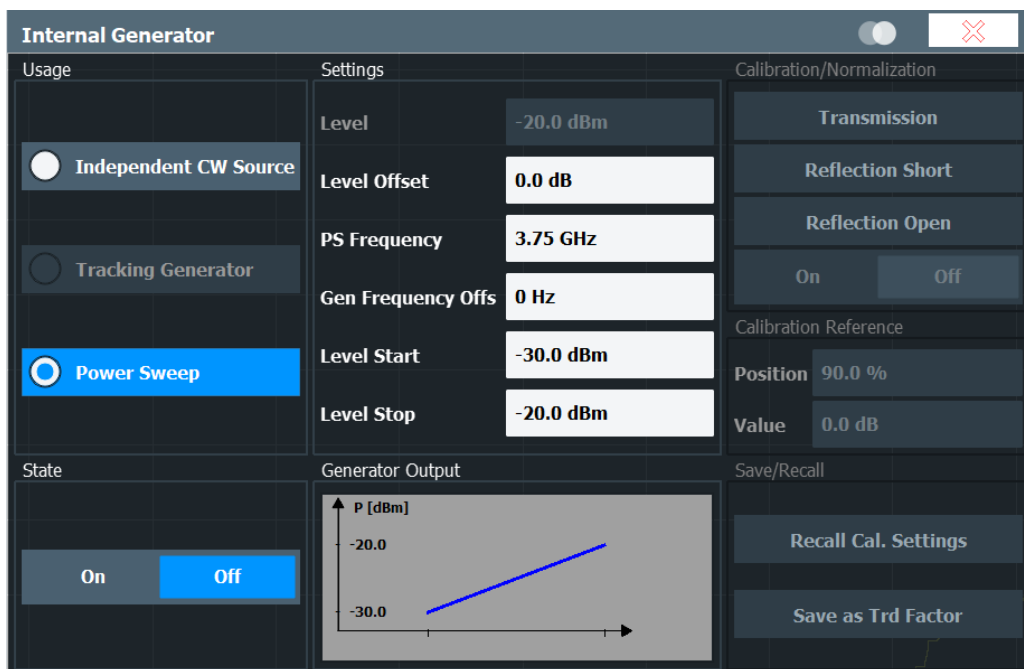 Internal Generator
Usage
Independent CW Source
Tracking Generator
Power Sweep
State
On
Off
Settings
Level
-20.0 dBm
Level Offset
0.0 dB
PS Frequency
3.75 GHz
Gen Frequency Offs
0 Hz
Level Start
-30.0 dBm
Level Stop
-20.0 dBm
Generator Output
P [dBm]
-20.0
-30.0
Calibration/Normalization
Transmission
Reflection Short
Reflection Open
On
Off
Calibration Reference
Position
90.0 %
Value
0.0 dB
Save/Recall
Recall Cal. Settings
Save as Trd Factor